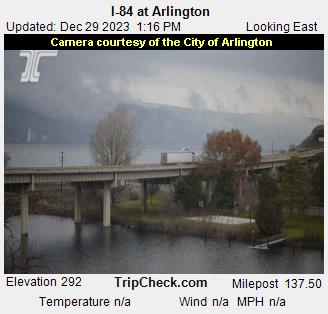 I-84 at Arlington
Updated: Dec 29 2023 1:16 PM Looking East
Camera courtesy of the City of Arlington
Elevation 292 TripCheck.com Milepost 137.50
Temperature n/a Wind n/a MPH n/a